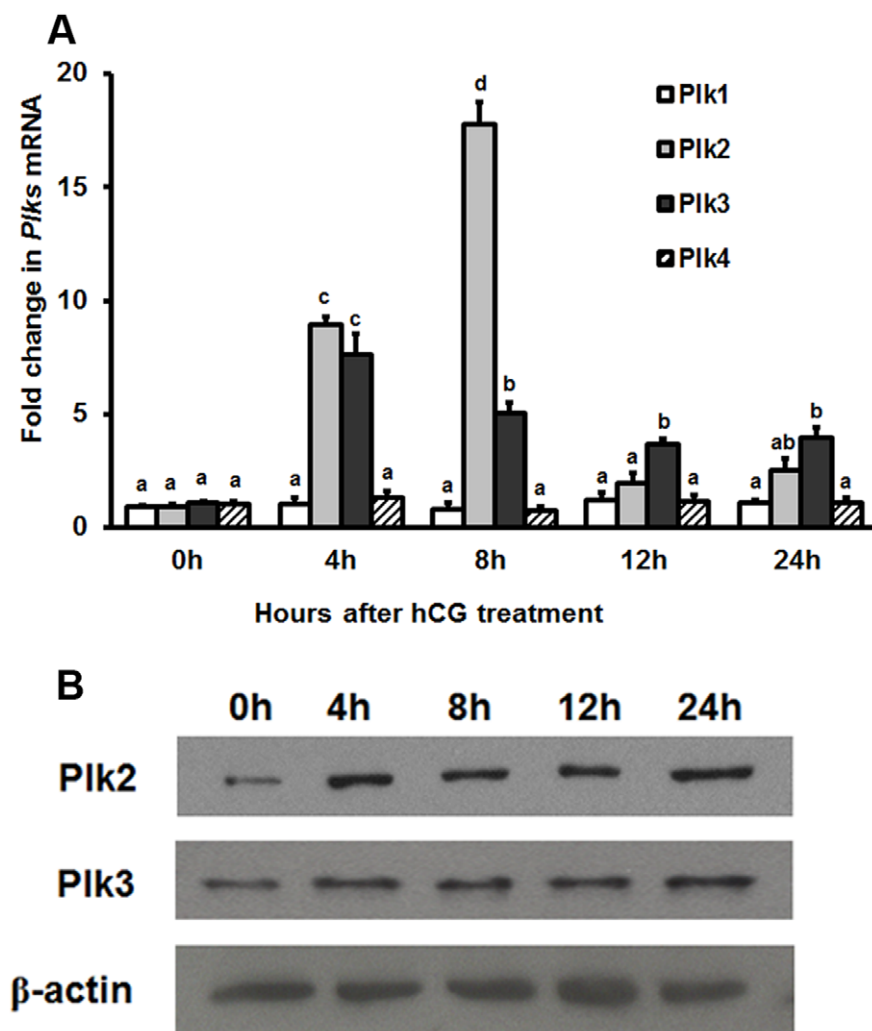 A
Fold change in Plks mRNA
20
15
10
5
0
Plk1
Plk2
Plk3
Plk4
a a a a
a c c a
a d b a
a a b a
a ab b a
0h 4h 8h 12h 24h
Hours after hCG treatment
B
0h 4h 8h 12h 24h
Plk2
Plk3
β-actin